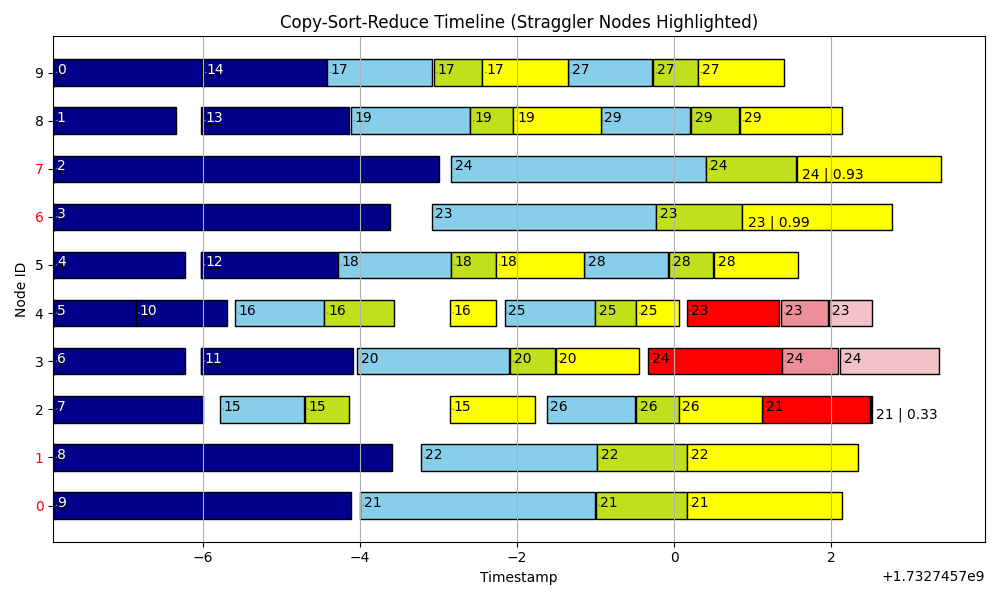 Copy-Sort-Reduce Timeline (Straggler Nodes Highlighted)
Node ID
9 0 14 17 17 17 27 27 27
8 1 13 19 19 19 29 29 29
7 2 24 24 24 | 0.93
6 3 23 23 23 | 0.99
5 4 12 18 18 18 28 28 28
4 5 10 16 16 16 25 25 25 23 23 23
3 6 11 20 20 20 24 24 24
2 7 15 15 15 26 26 26 21 21 | 0.33
1 8 22 22 22
0 9 21 21 21
−6 −4 −2 0 2
Timestamp
+1.7327457e9